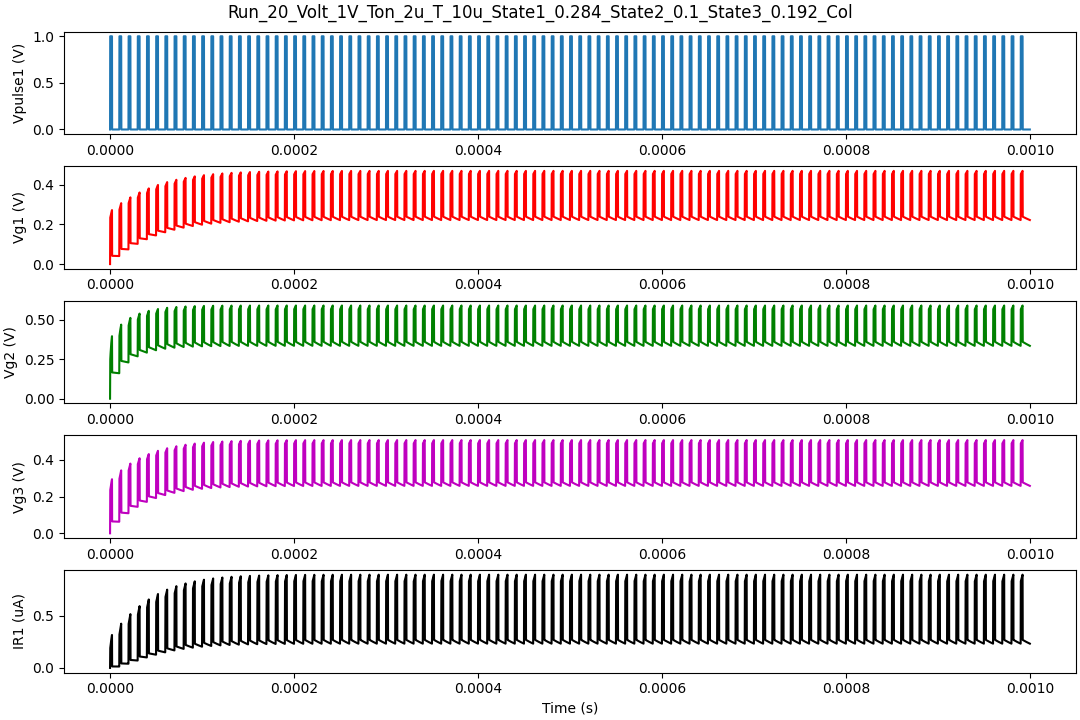 Run_20_Volt_1V_Ton_2u_T_10u_State1_0.284_State2_0.1_State3_0.192_Col
Vpulse1 (V)
1.0
0.5
0.0
0.0000 0.0002 0.0004 0.0006 0.0008 0.0010
Vg1 (V)
0.4
0.2
0.0
0.0000 0.0002 0.0004 0.0006 0.0008 0.0010
Vg2 (V)
0.50
0.25
0.00
0.0000 0.0002 0.0004 0.0006 0.0008 0.0010
Vg3 (V)
0.4
0.2
0.0
0.0000 0.0002 0.0004 0.0006 0.0008 0.0010
IR1 (uA)
0.5
0.0
0.0000 0.0002 0.0004 0.0006 0.0008 0.0010
Time (s)